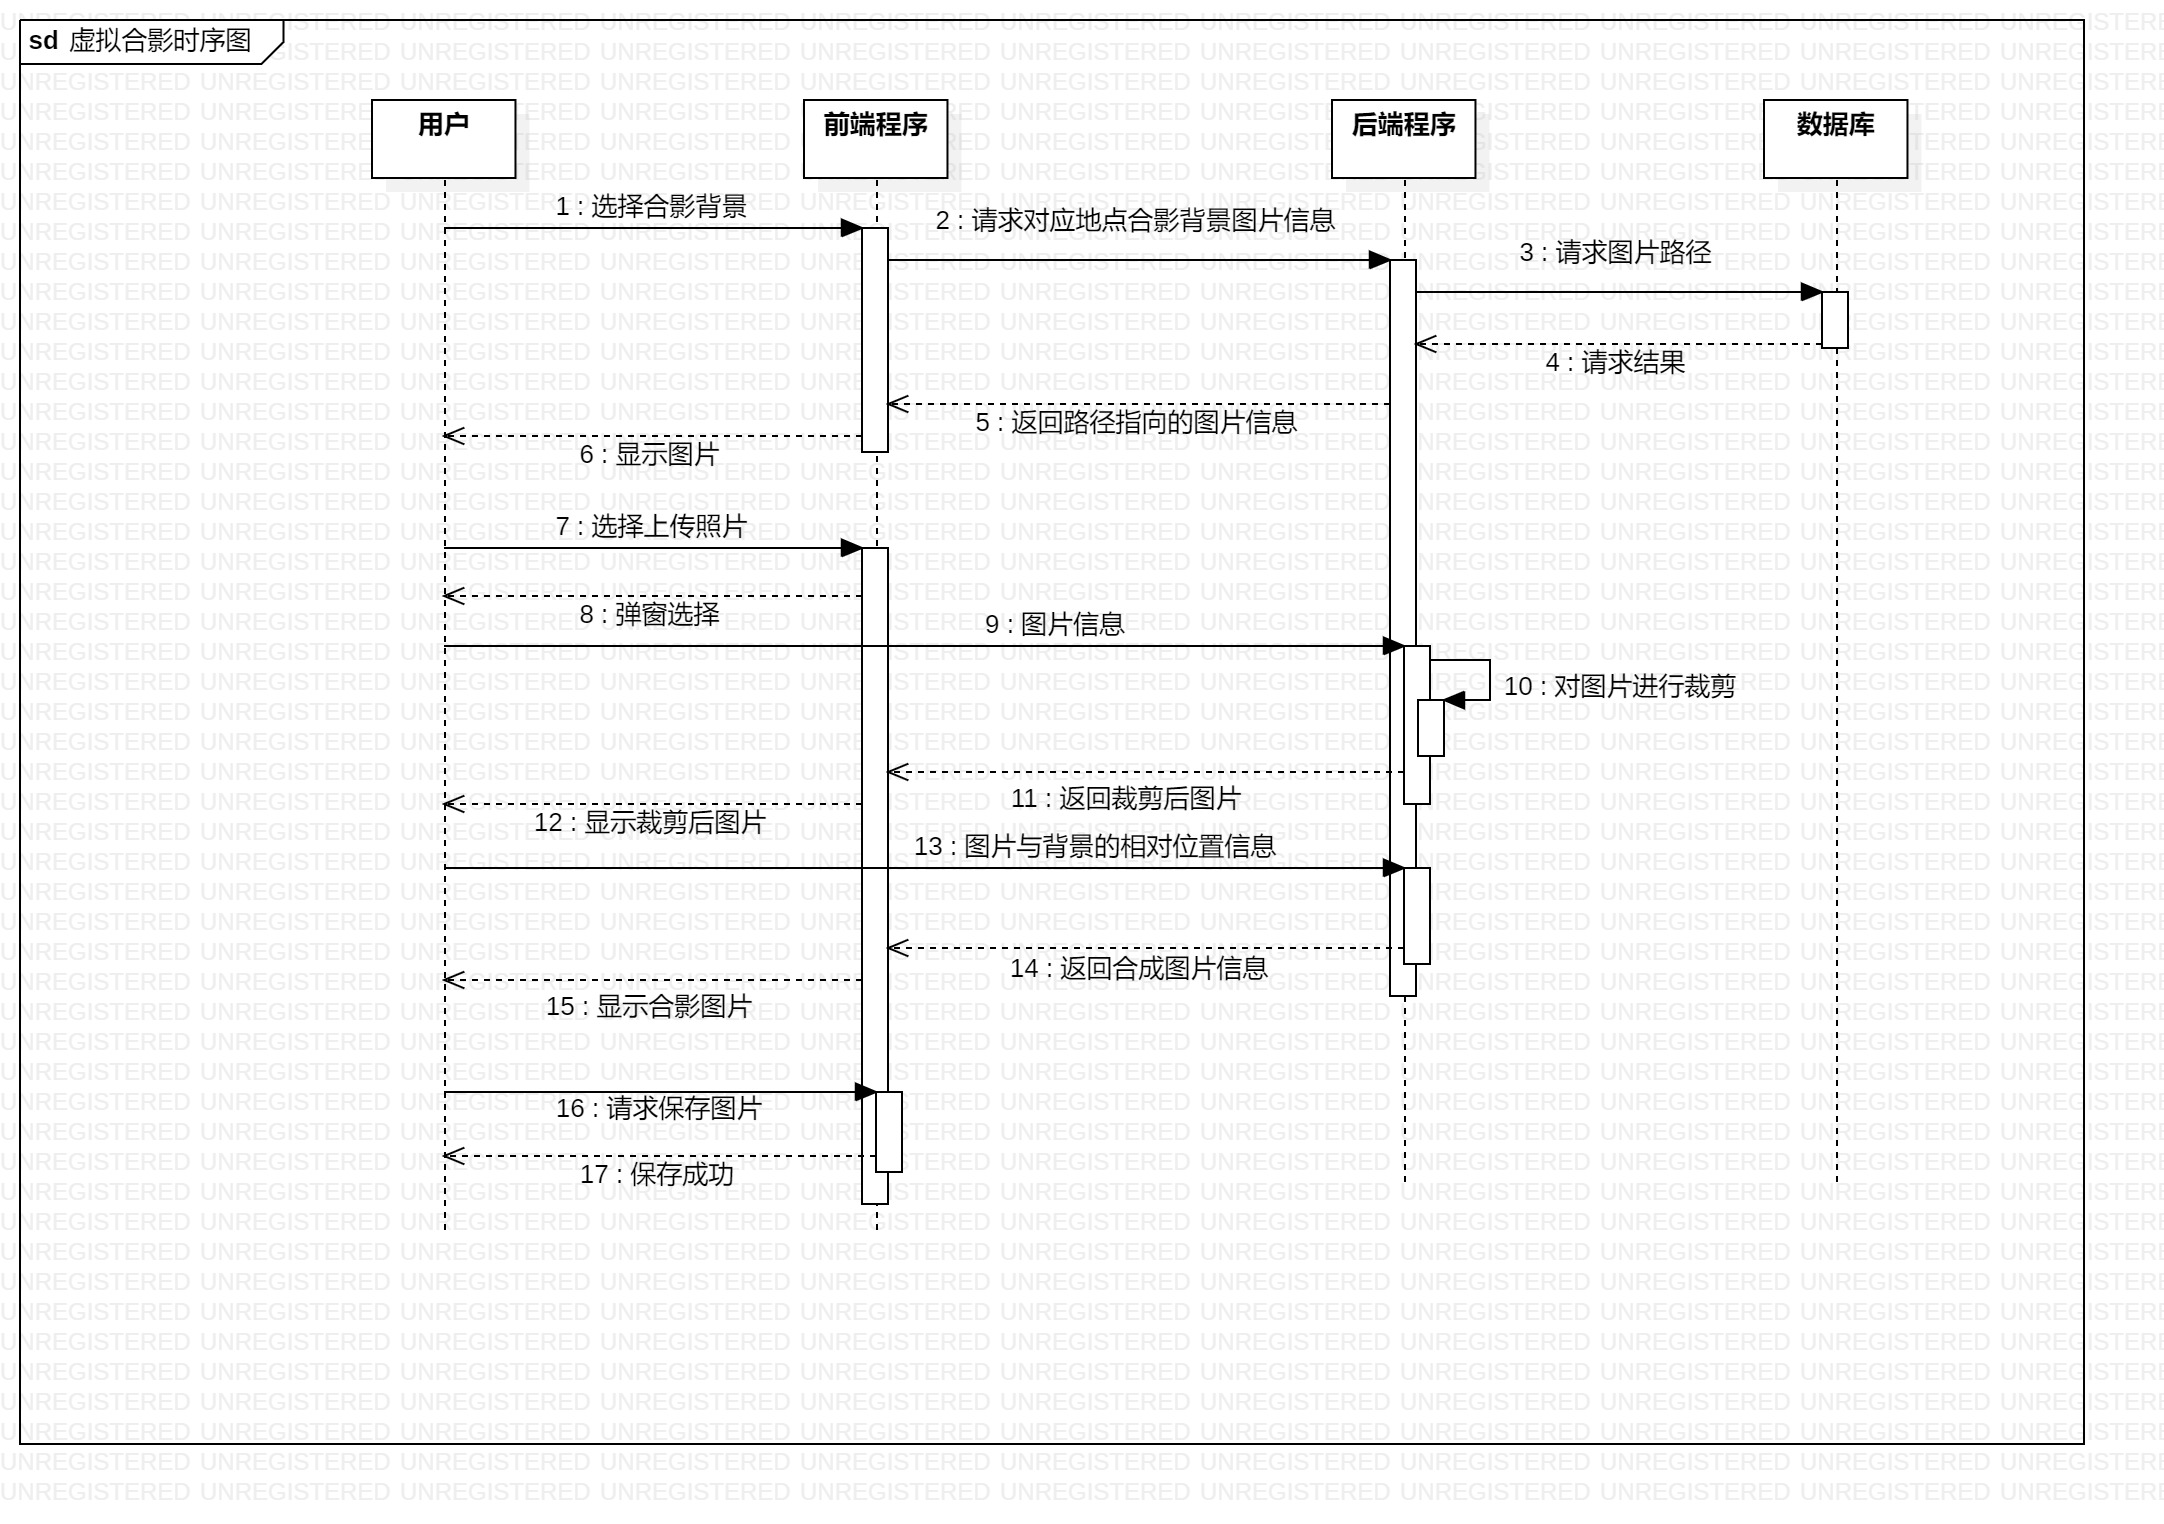 sd 虚拟合影时序图
用户
前端程序
后端程序
数据库
1 : 选择合影背景
2 : 请求对应地点合影背景图片信息
3 : 请求图片路径
4 : 请求结果
5 : 返回路径指向的图片信息
6 : 显示图片
7 : 选择上传照片
8 : 弹窗选择
9 : 图片信息
10 : 对图片进行裁剪
11 : 返回裁剪后图片
12 : 显示裁剪后图片
13 : 图片与背景的相对位置信息
14 : 返回合成图片信息
15 : 显示合影图片
16 : 请求保存图片
17 : 保存成功
UNREGISTERED